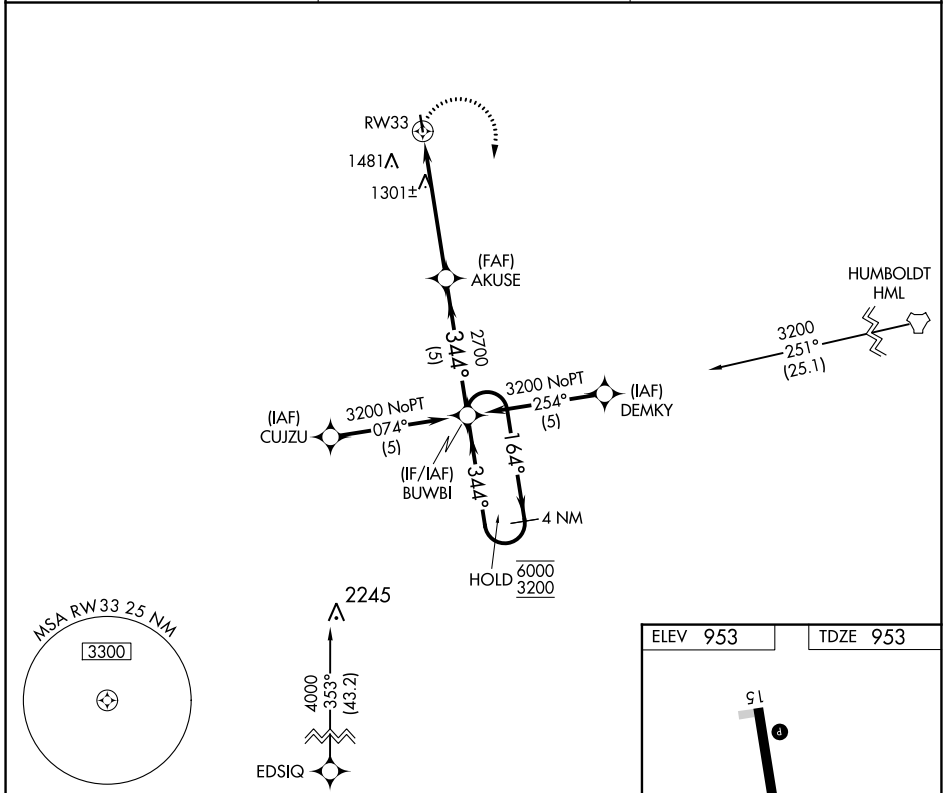 RW33
1481
1301±
(FAF)
AKUSE
HUMBOLDT
HML
3200
251°
(25.1)
2700
344°
(5)
3200 NoPT
254°
(5)
(IAF)
DEMKY
(IAF)
CUJZU
3200 NoPT
074°
(5)
(IF/IAF)
BUWBI
344°
164°
4 NM
HOLD
6000
3200
MSA RW33 25 NM
3300
2245
4000
353°
(43.2)
EDSIQ
ELEV 953
TDZE 953
15
P